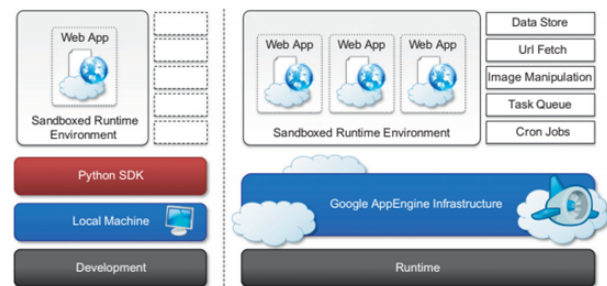 Web App
Sandboxed Runtime
Environment
Python SDK
Local Machine
Development
Web App
Web App
Web App
Sandboxed Runtime Environment
Data Store
Url Fetch
Image Manipulation
Task Queue
Cron Jobs
Google AppEngine Infrastructure
Runtime